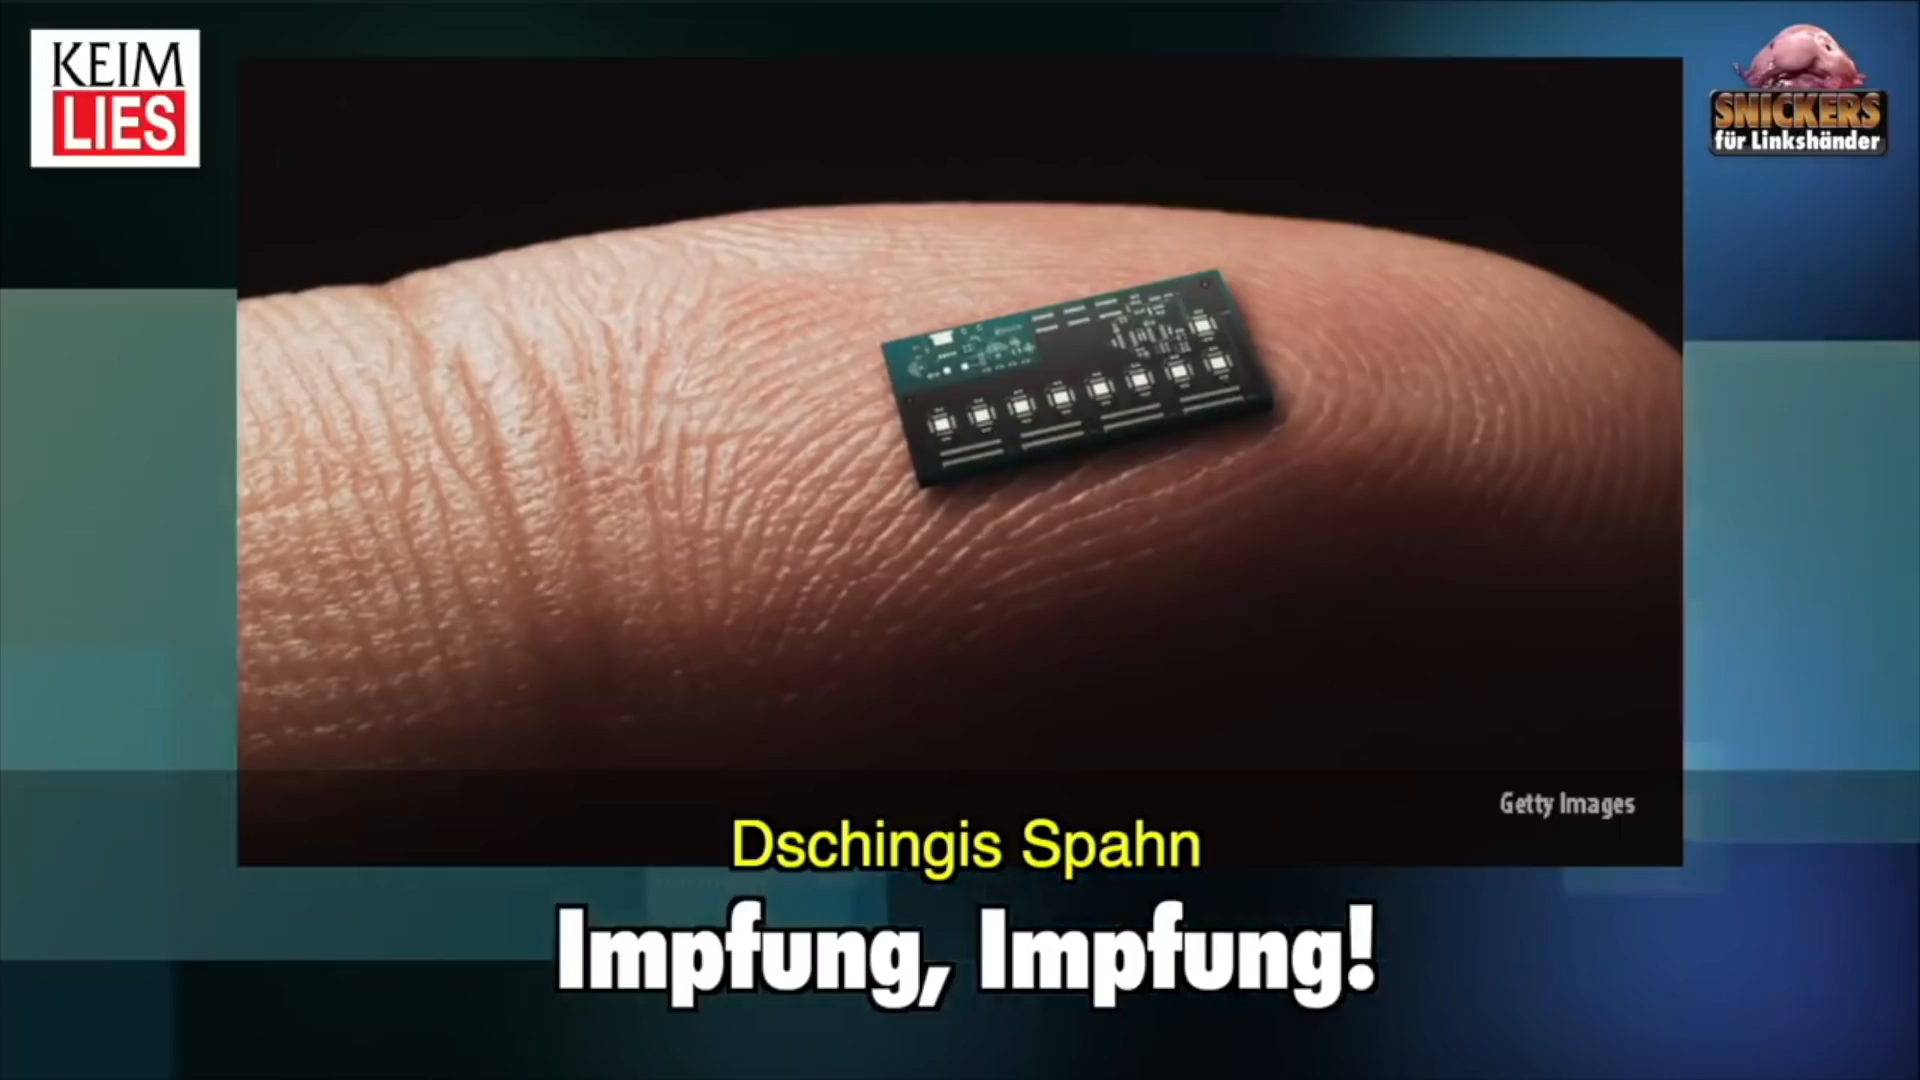 KEIM
LIES
SNICKERS
für Linkshänder
Getty Images
Dschingis Spahn
Impfung, Impfung!